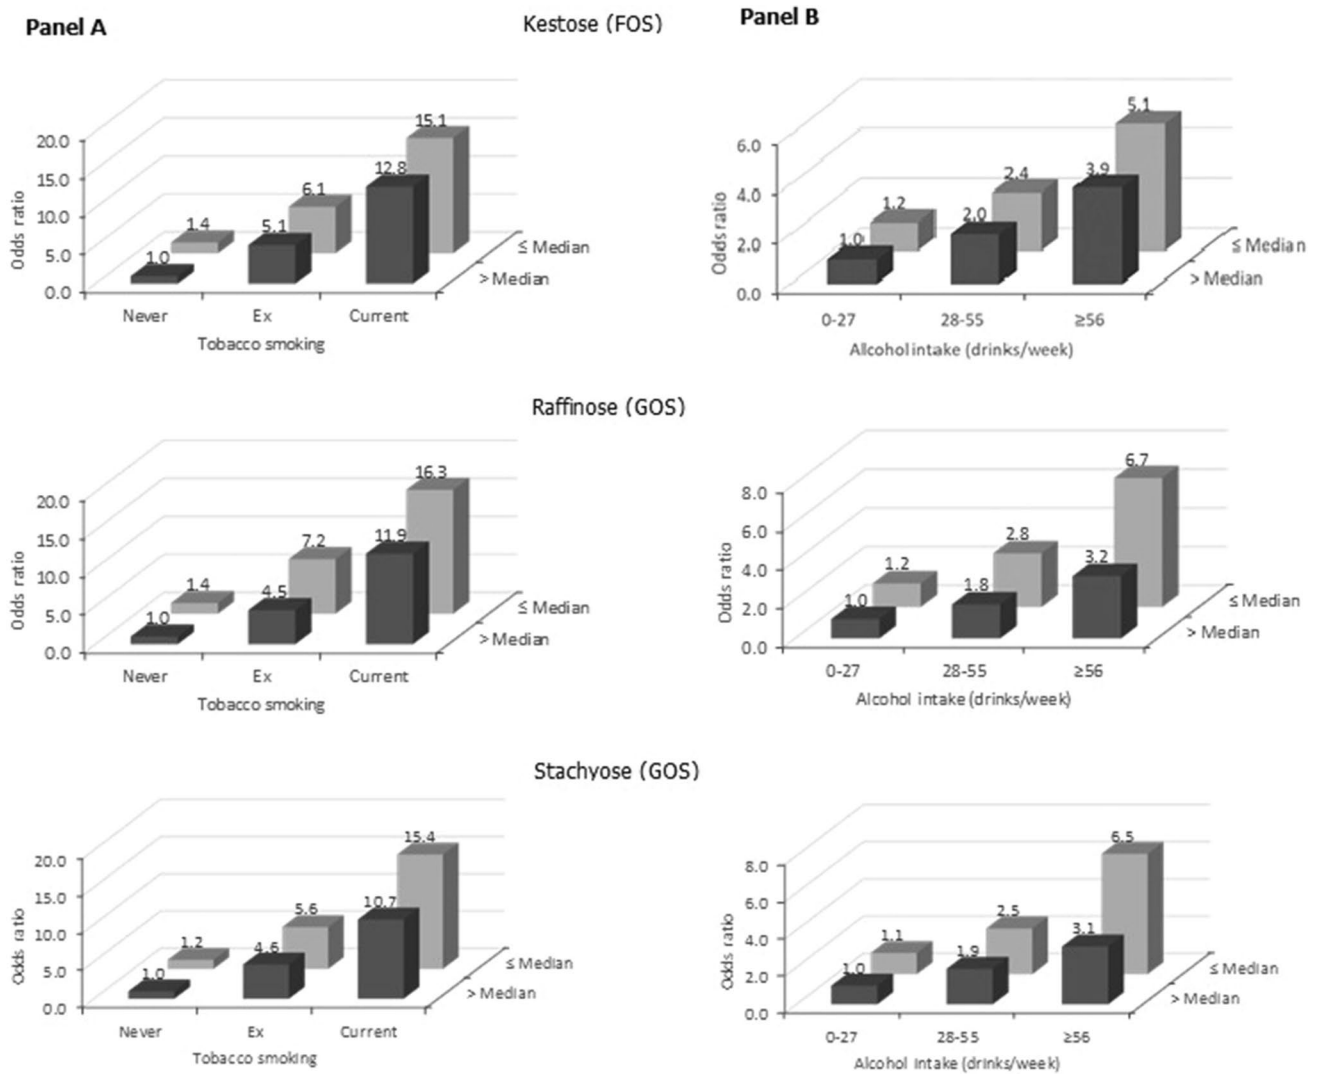 Panel A
Kestose (FOS)
Panel B
20.0
15.0
10.0
5.0
0.0
Odds ratio
1.0
1.4
5.1
6.1
12.8
15.1
≤ Median
> Median
Never
Ex
Current
Tobacco smoking
6.0
4.0
2.0
0.0
Odds ratio
1.0
1.2
2.0
2.4
3.9
5.1
≤ Median
> Median
0-27
28-55
≥56
Alcohol intake (drinks/week)
Raffinose (GOS)
20.0
15.0
10.0
5.0
0.0
Odds ratio
1.0
1.4
4.5
7.2
11.9
16.3
≤ Median
> Median
Never
Ex
Current
Tobacco smoking
8.0
6.0
4.0
2.0
0.0
Odds ratio
1.0
1.2
1.8
2.8
3.2
6.7
≤ Median
> Median
0-27
28-55
≥56
Alcohol intake (drinks/week)
Stachyose (GOS)
20.0
15.0
10.0
5.0
0.0
Odds ratio
1.0
1.2
4.6
5.6
10.7
15.4
≤ Median
> Median
Never
Ex
Current
Tobacco smoking
8.0
6.0
4.0
2.0
0.0
Odds ratio
1.0
1.1
1.9
2.5
3.1
6.5
≤ Median
> Median
0-27
28-55
≥56
Alcohol intake (drinks/week)